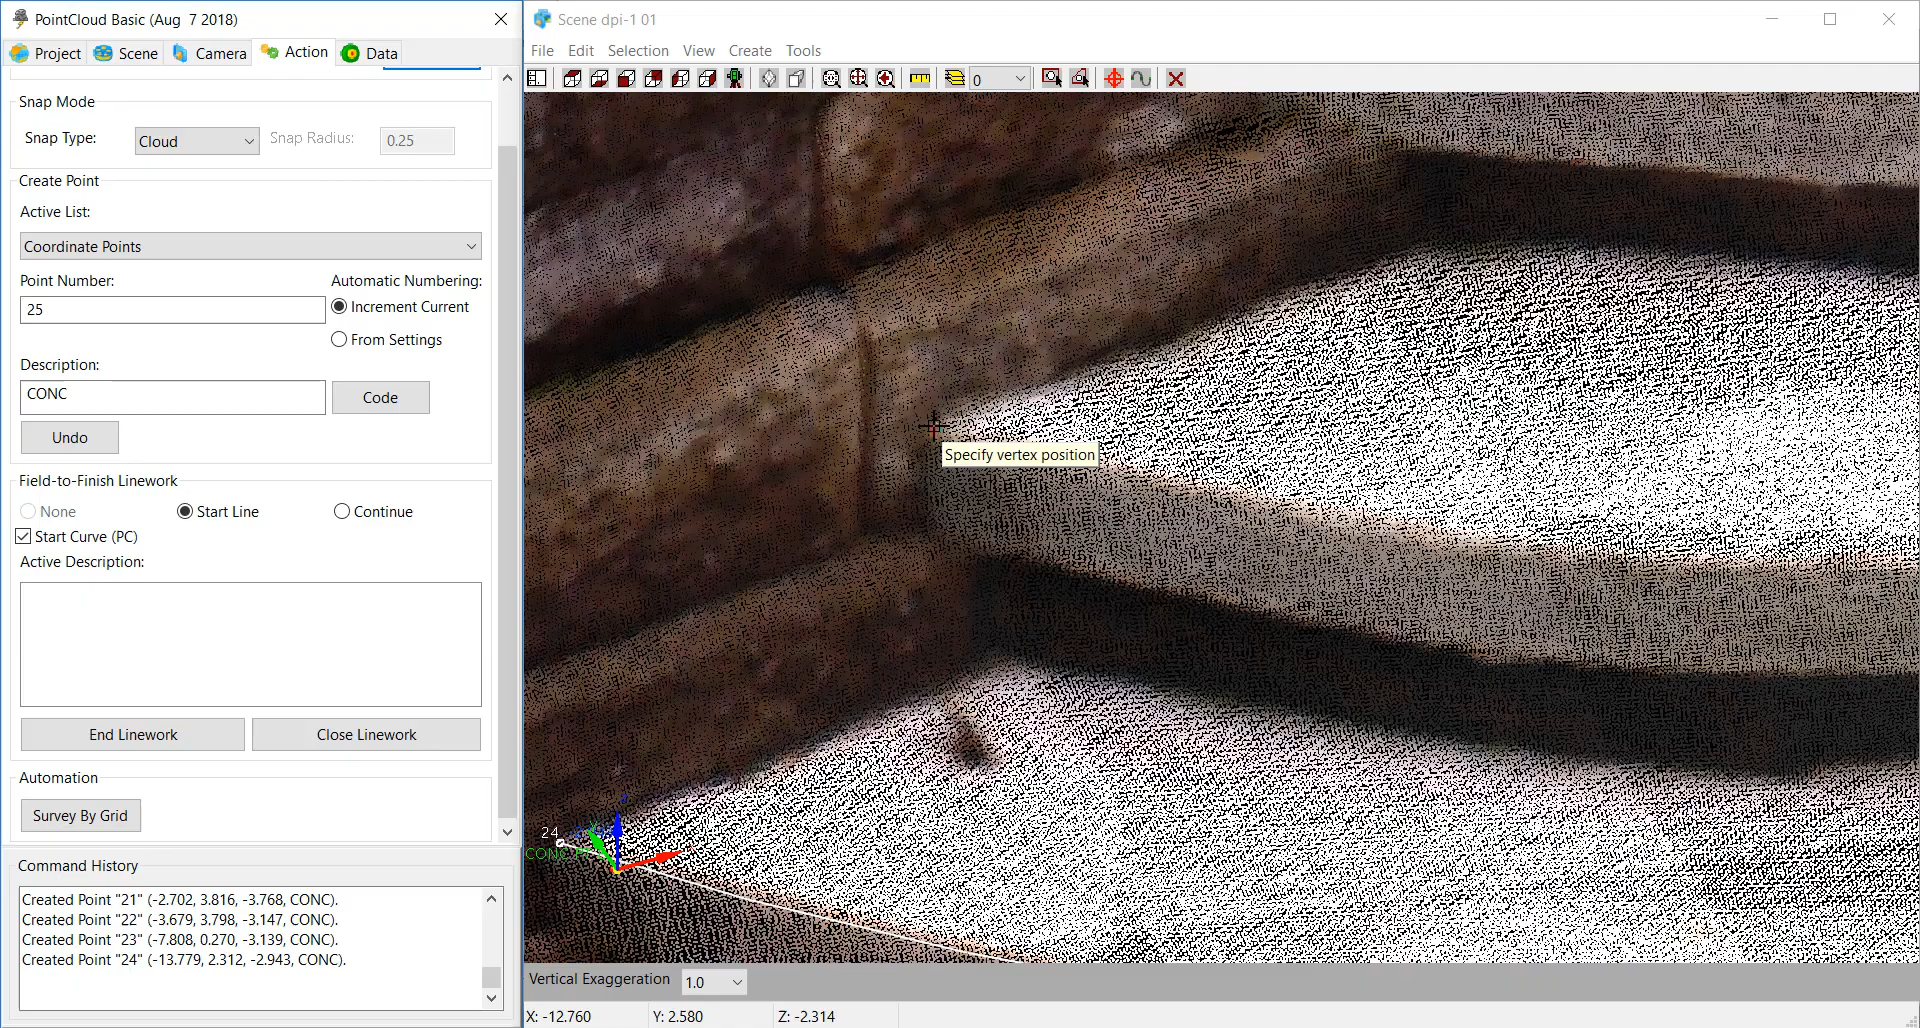 PointCloud Basic (Aug 7 2018)
Project Scene Camera Action Data
Snap Mode
Snap Type: Cloud Snap Radius: 0.25
Create Point
Active List:
Coordinate Points
Point Number: Automatic Numbering:
25 Increment Current
From Settings
Description:
CONC Code
Undo
Field-to-Finish Linework
None Start Line Continue
Start Curve (PC)
Active Description:
End Linework Close Linework
Automation
Survey By Grid
Command History
Created Point "21" (-2.702, 3.816, -3.768, CONC).
Created Point "22" (-3.679, 3.798, -3.147, CONC).
Created Point "23" (-7.808, 0.270, -3.139, CONC).
Created Point "24" (-13.779, 2.312, -2.943, CONC).
Scene dpi-1 01
File Edit Selection View Create Tools
0
Specify vertex position
24
CONC
Vertical Exaggeration 1.0
X: -12.760 Y: 2.580 Z: -2.314